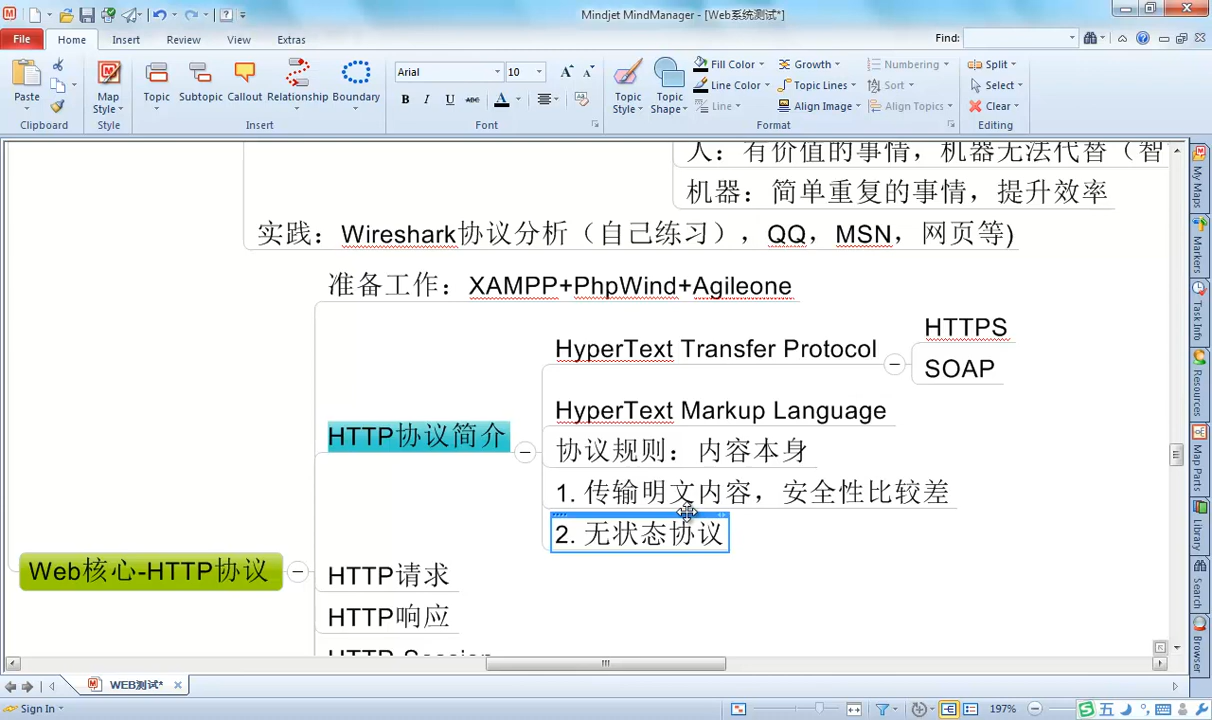 Mindjet MindManager - [Web系统测试*]
File Home Insert Review View Extras
Find:
Paste
Map Style
Topic Subtopic Callout Relationship Boundary
Arial 10
B I U abc A
Topic Style
Topic Shape
Fill Color Growth Numbering Split
Line Color Topic Lines Sort Select
Line Align Image Align Topics Clear
Clipboard Style Insert Font Format Editing
人：有价值的事情，机器无法代替（智
机器：简单重复的事情，提升效率
实践：Wireshark协议分析（自己练习），QQ，MSN，网页等)
准备工作：XAMPP+PhpWind+Agileone
HTTPS
HyperText Transfer Protocol
SOAP
HyperText Markup Language
HTTP协议简介
协议规则：内容本身
1. 传输明文内容，安全性比较差
2. 无状态协议
Web核心-HTTP协议
HTTP请求
HTTP响应
HTTP Session
My Maps
Markers
Task Info
Resources
Map Parts
Library
Search
Browser
WEB测试*
Sign In
197%
五